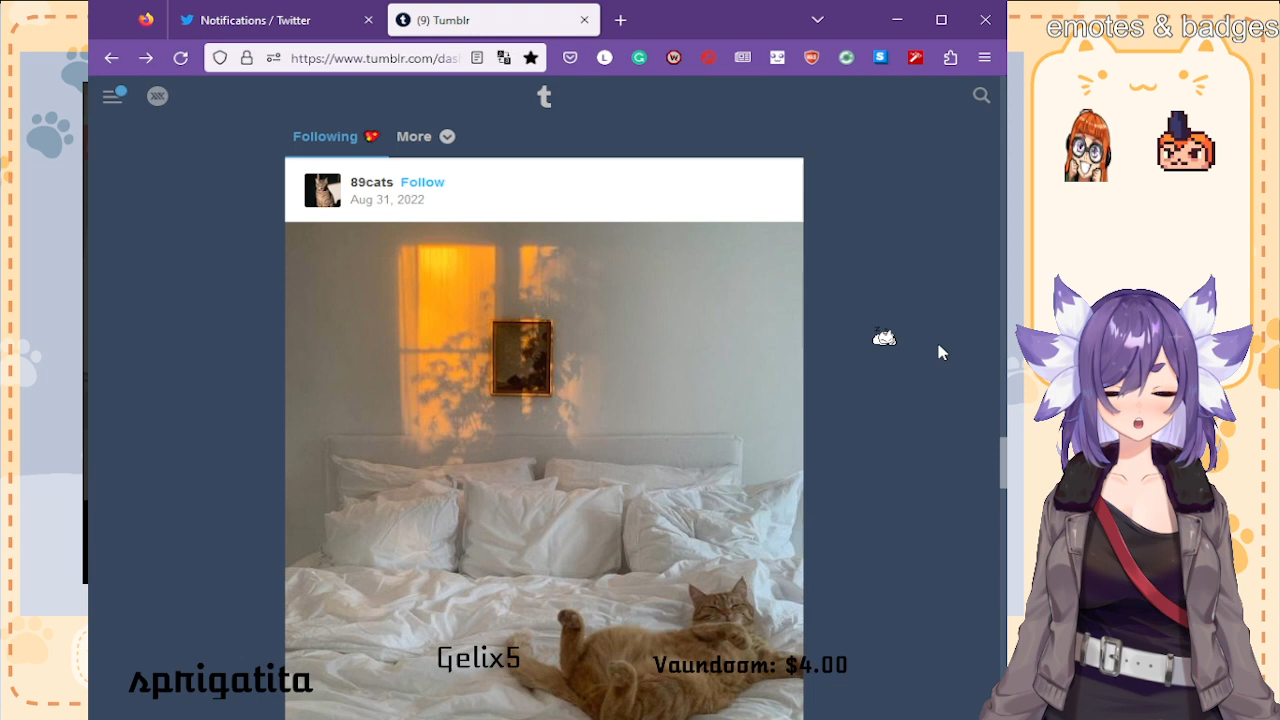 Notifications / Twitter
(9) Tumblr
emotes & badges
https://www.tumblr.com/das
Following
More
89cats Follow
Aug 31, 2022
sprigatita
Gelix5
Vaundoom: $4.00